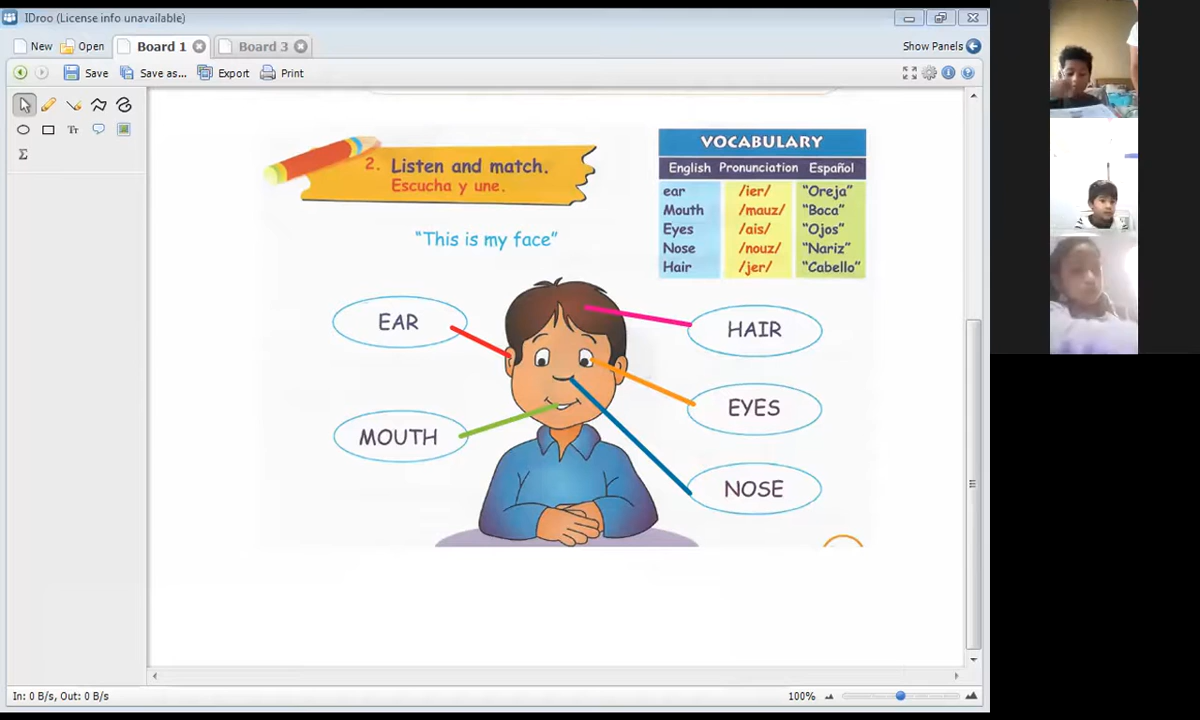 IDroo (License info unavailable)
New Open Board 1 Board 3 Show Panels
Save Save as... Export Print
Tт
Σ
2. Listen and match.
Escucha y une.
"This is my face"
VOCABULARY
English Pronunciation Español
ear /ier/ "Oreja"
Mouth /mauz/ "Boca"
Eyes /ais/ "Ojos"
Nose /nouz/ "Nariz"
Hair /jer/ "Cabello"
EAR
HAIR
EYES
MOUTH
NOSE
In: 0 B/s, Out: 0 B/s 100%